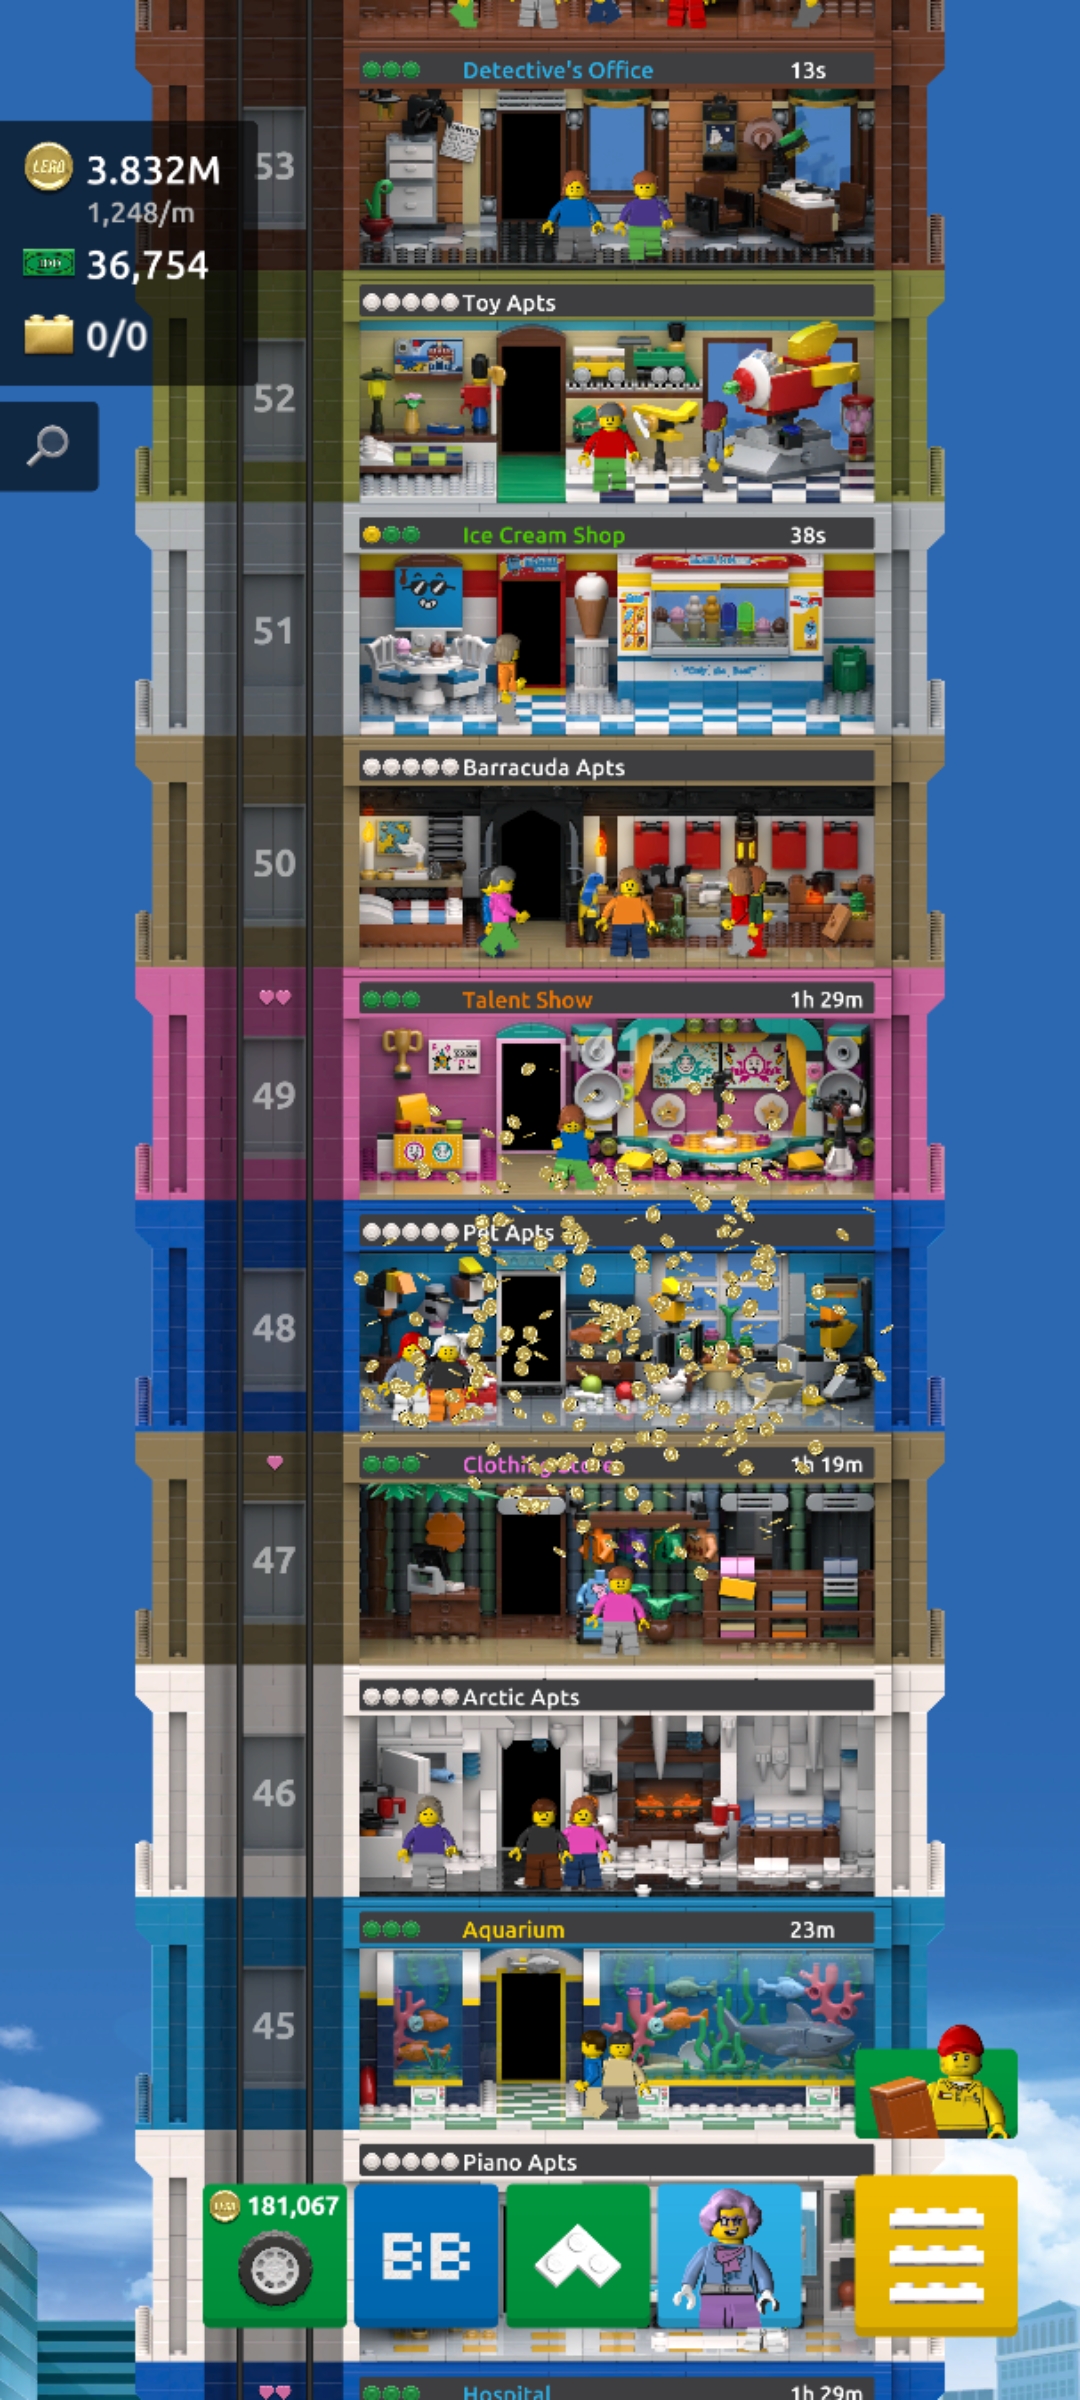 Detective's Office 13s
53
3.832M
1,248/m
36,754
0/0
Toy Apts
52
Ice Cream Shop 38s
51
Barracuda Apts
50
Talent Show 1h 29m
+412
49
Pet Apts
48
Clothing Store 1h 19m
47
Arctic Apts
46
Aquarium 23m
45
Piano Apts
181,067
BB
Hospital 1h 29m